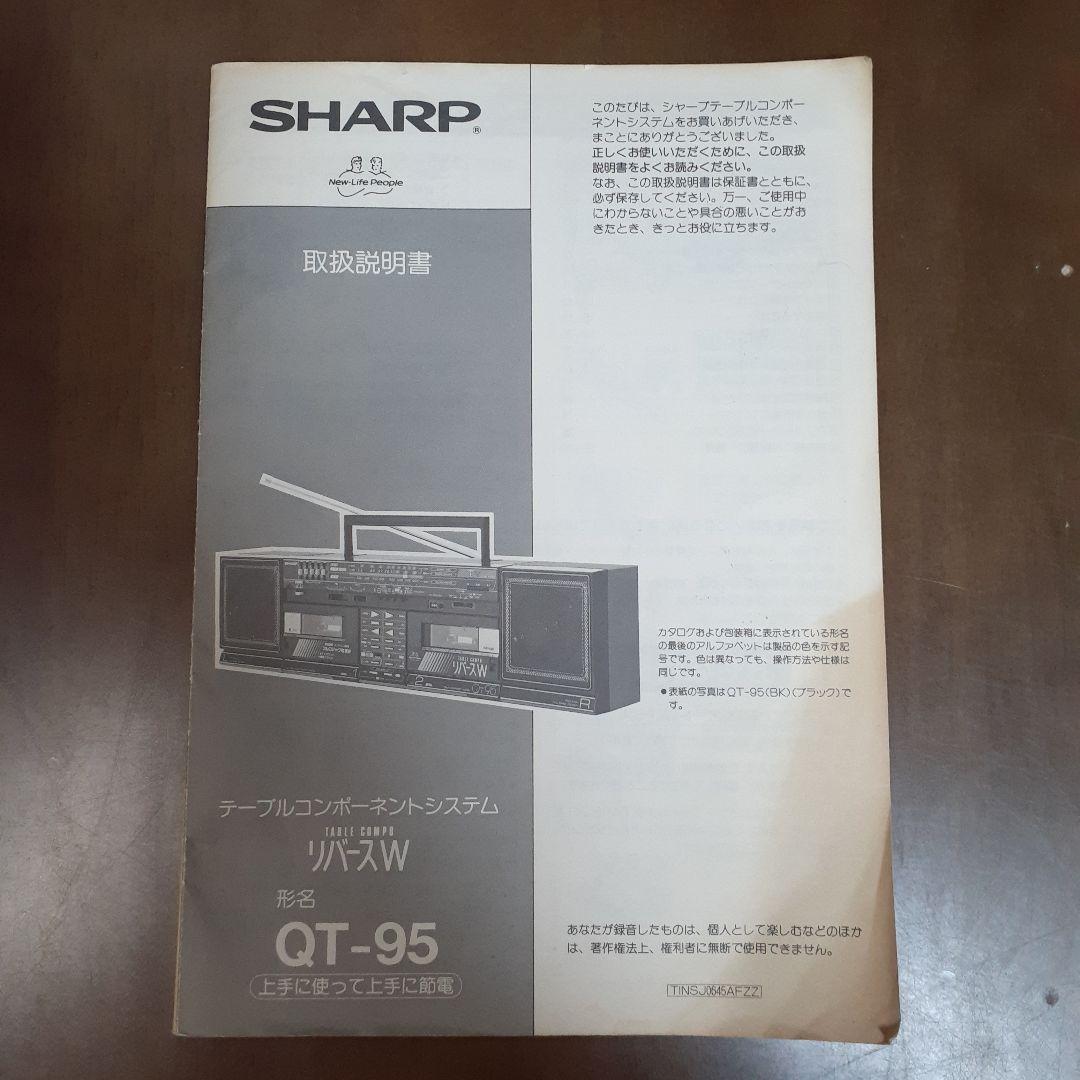 SHARP®
New-Life People
取扱説明書
テーブルコンポーネントシステム
TABLE COMPO
リバースW
形名
QT-95
上手に使って上手に節電
このたびは、シャープテーブルコンポー
ネントシステムをお買いあげいただき、
まことにありがとうございました。
正しくお使いいただくために、この取扱
説明書をよくお読みください。
なお、この取扱説明書は保証書とともに、
必ず保存してください。万一、ご使用中
にわからないことや具合の悪いことがお
きたとき、きっとお役に立ちます。
TABLE COMPO
リバースW
2
QT-95
R
カタログおよび包装箱に表示されている形名
の最後のアルファベットは製品の色を示す記
号です。色は異なっても、操作方法や仕様は
同じです。
●表紙の写真はQT-95(BK)(ブラック)で
す。
あなたが録音したものは、個人として楽しむなどのほか
は、著作権法上、権利者に無断で使用できません。
TINSJ0645AFZZ